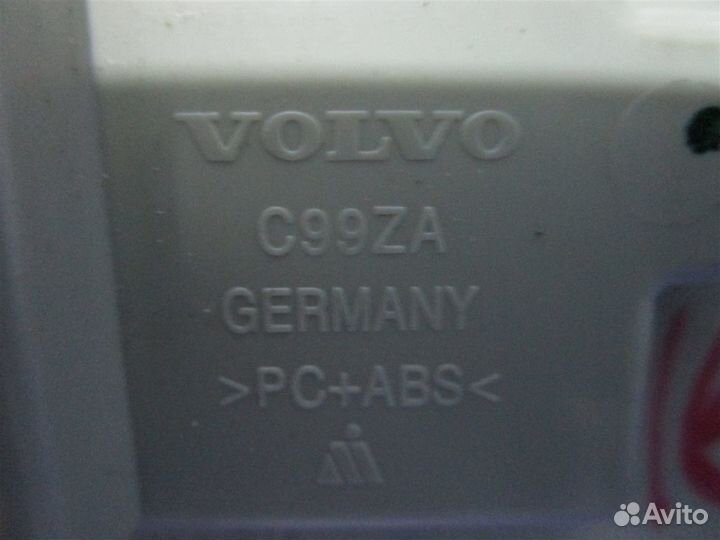 VOLVO
C99ZA
GERMANY
>PC+ABS<
Avito